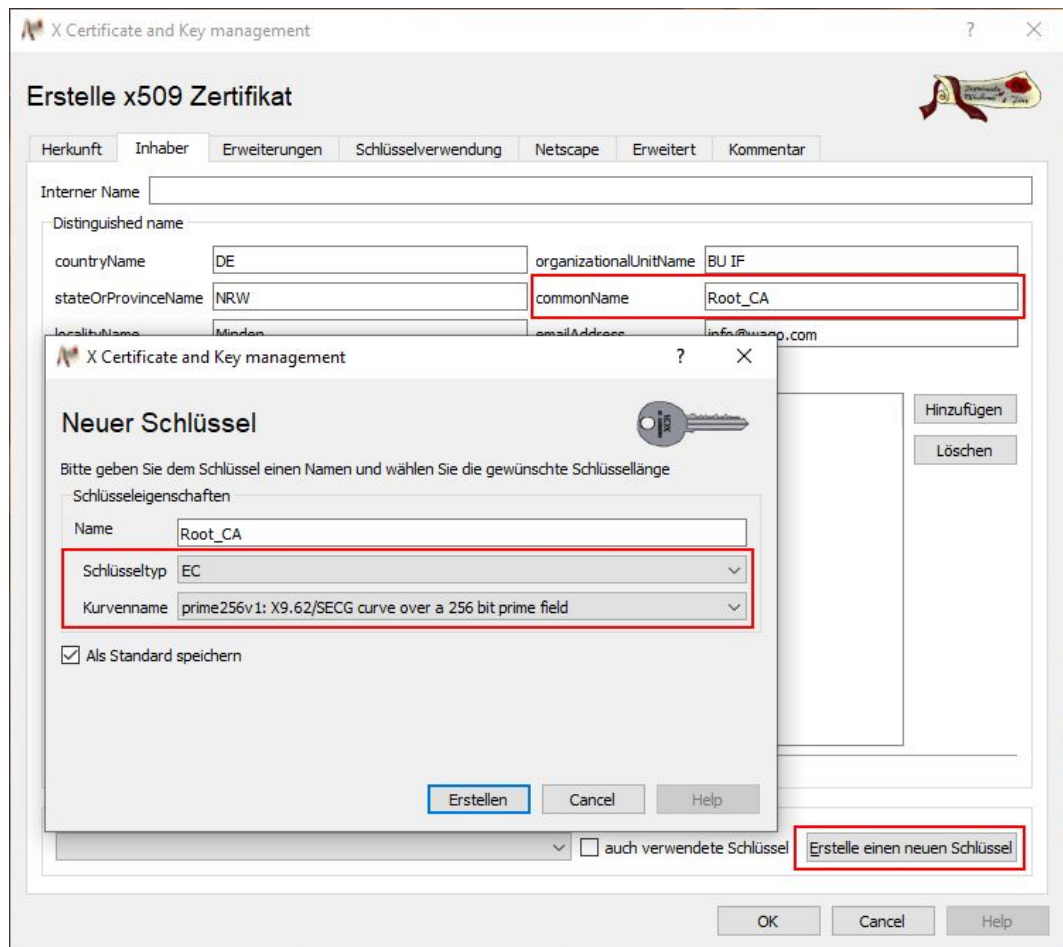 X Certificate and Key management
Erstelle x509 Zertifikat
Herkunft Inhaber Erweiterungen Schlüsselverwendung Netscape Erweitert Kommentar
Interner Name
Distinguished name
countryName DE organizationalUnitName BU IF
stateOrProvinceName NRW commonName Root_CA
localityName Minden emailAddress info@wago.com
X Certificate and Key management
Neuer Schlüssel
Bitte geben Sie dem Schlüssel einen Namen und wählen Sie die gewünschte Schlüssellänge
Schlüsseleigenschaften
Name Root_CA
Schlüsseltyp EC
Kurvenname prime256v1: X9.62/SECG curve over a 256 bit prime field
Als Standard speichern
Erstellen Cancel Help
Hinzufügen
Löschen
auch verwendete Schlüssel Erstelle einen neuen Schlüssel
OK Cancel Help